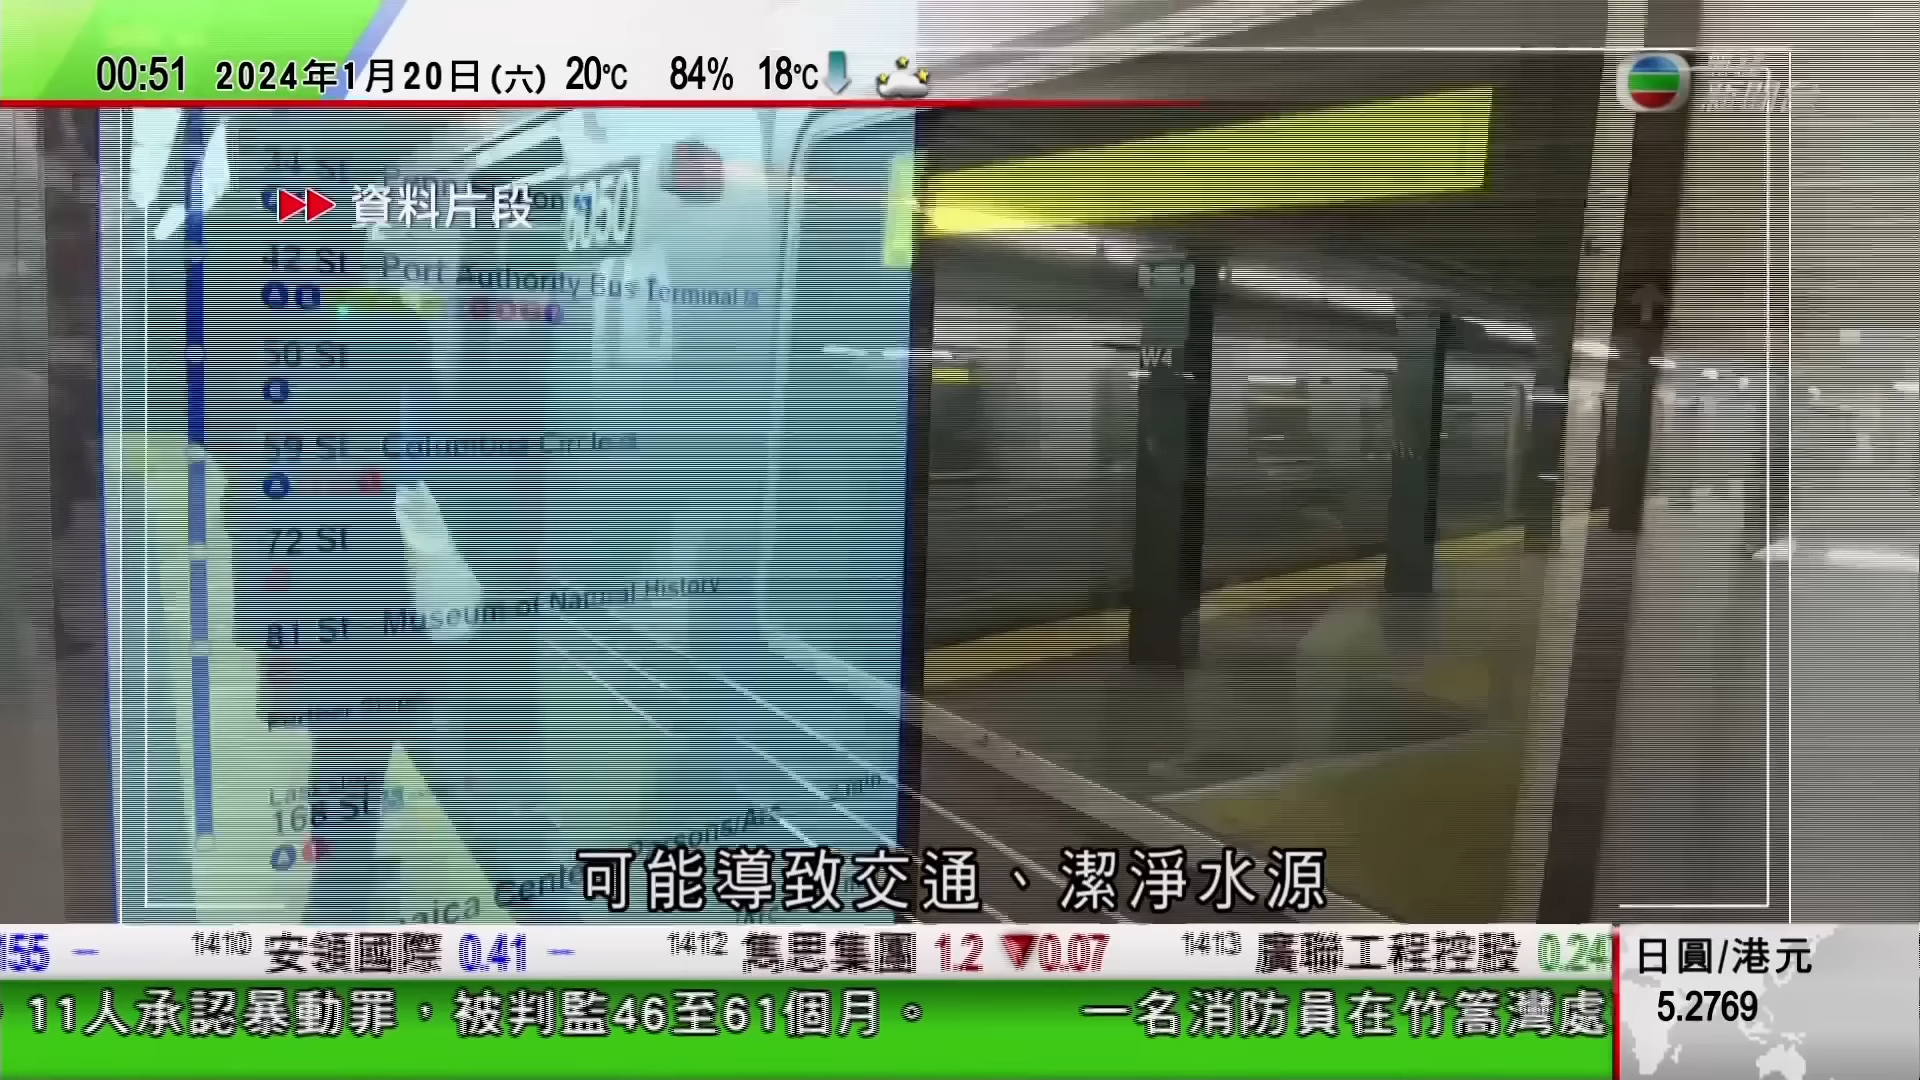 00:51 2024年1月20日(六) 20℃ 84% 18℃
資料片段
42 St - Port Authority Bus Terminal
50 St
59 St - Columbus Circle
72 St
81 St - Museum of Natural History
168 St
W4
可能導致交通、潔淨水源
155 – 1410 安領國際 0.41 – 1412 雋思集團 1.2 ▼0.07 1413 廣聯工程控股 0.24
11人承認暴動罪，被判監46至61個月。 一名消防員在竹篙灣處
日圓/港元
5.2769